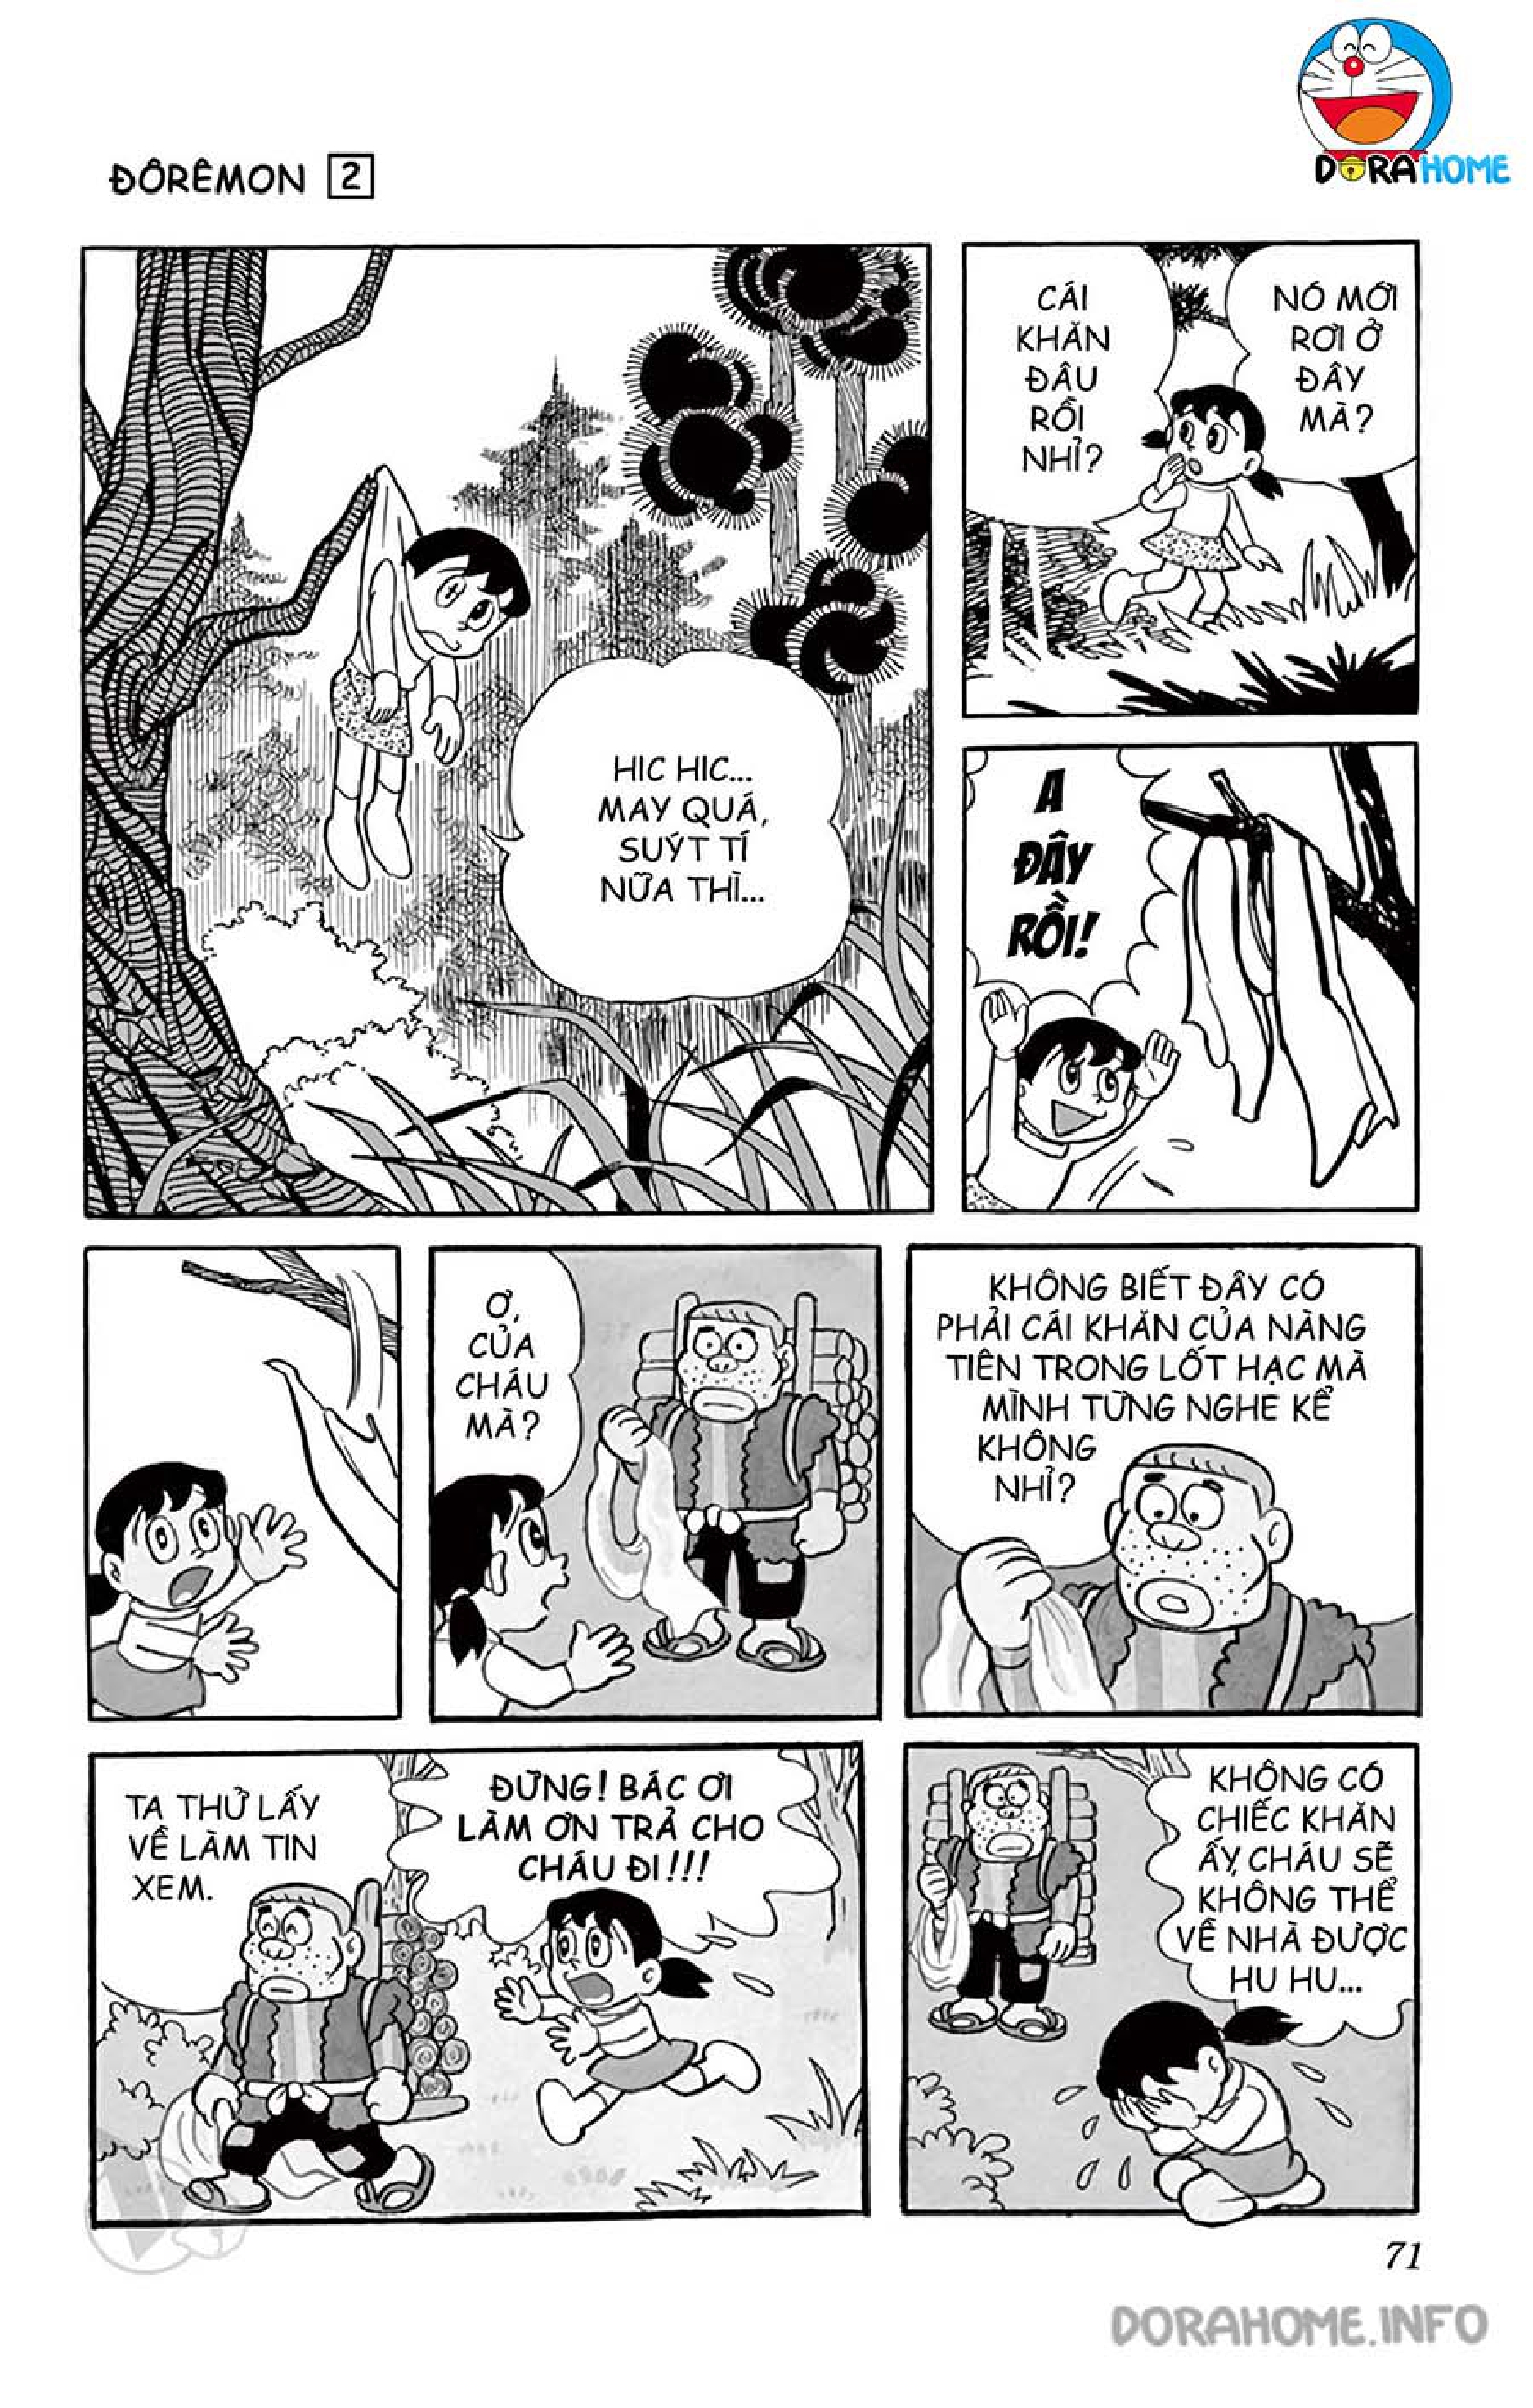 DORAHOME
ĐÔRÊMON 2
HIC HIC...
MAY QUÁ,
SUÝT TÍ
NỮA THÌ...
CÁI
KHĂN
ĐÂU
RỒI
NHỈ?
NÓ MỚI
RƠI Ở
ĐÂY
MÀ?
A
ĐÂY
RỒI!
Ơ,
CỦA
CHÁU
MÀ?
KHÔNG BIẾT ĐÂY CÓ
PHẢI CÁI KHĂN CỦA NÀNG
TIÊN TRONG LỐT HẠC MÀ
MÌNH TỪNG NGHE KỂ
KHÔNG
NHỈ?
TA THỬ LẤY
VỀ LÀM TIN
XEM.
ĐỪNG! BÁC ƠI
LÀM ƠN TRẢ CHO
CHÁU ĐI!!!
KHÔNG CÓ
CHIẾC KHĂN
ẤY, CHÁU SẼ
KHÔNG THỂ
VỀ NHÀ ĐƯỢC
HU HU...
71
DORAHOME.INFO